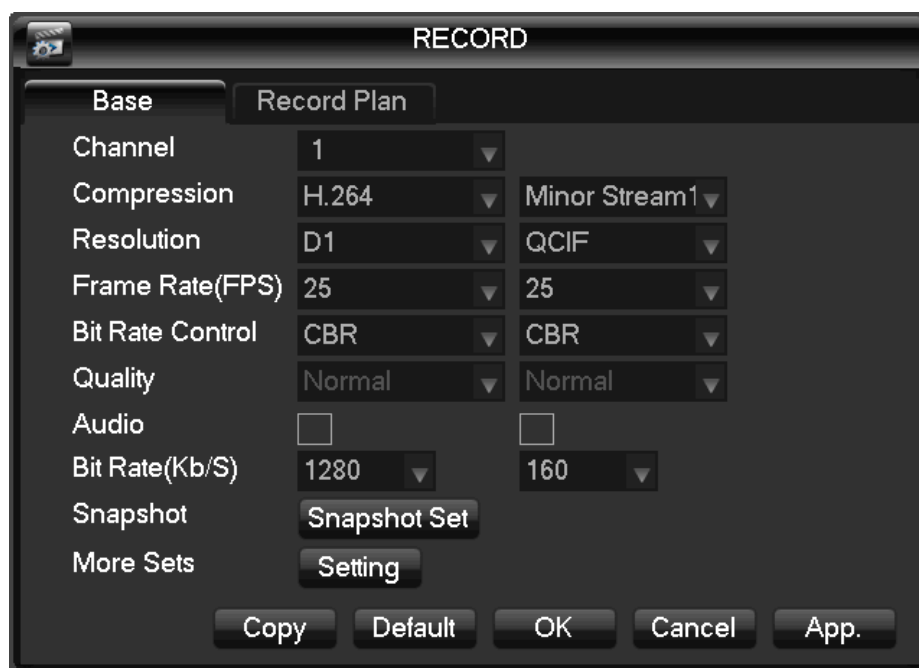 RECORD
Base Record Plan
Channel 1
Compression H.264 Minor Stream1
Resolution D1 QCIF
Frame Rate(FPS) 25 25
Bit Rate Control CBR CBR
Quality Normal Normal
Audio
Bit Rate(Kb/S) 1280 160
Snapshot Snapshot Set
More Sets Setting
Copy Default OK Cancel App.